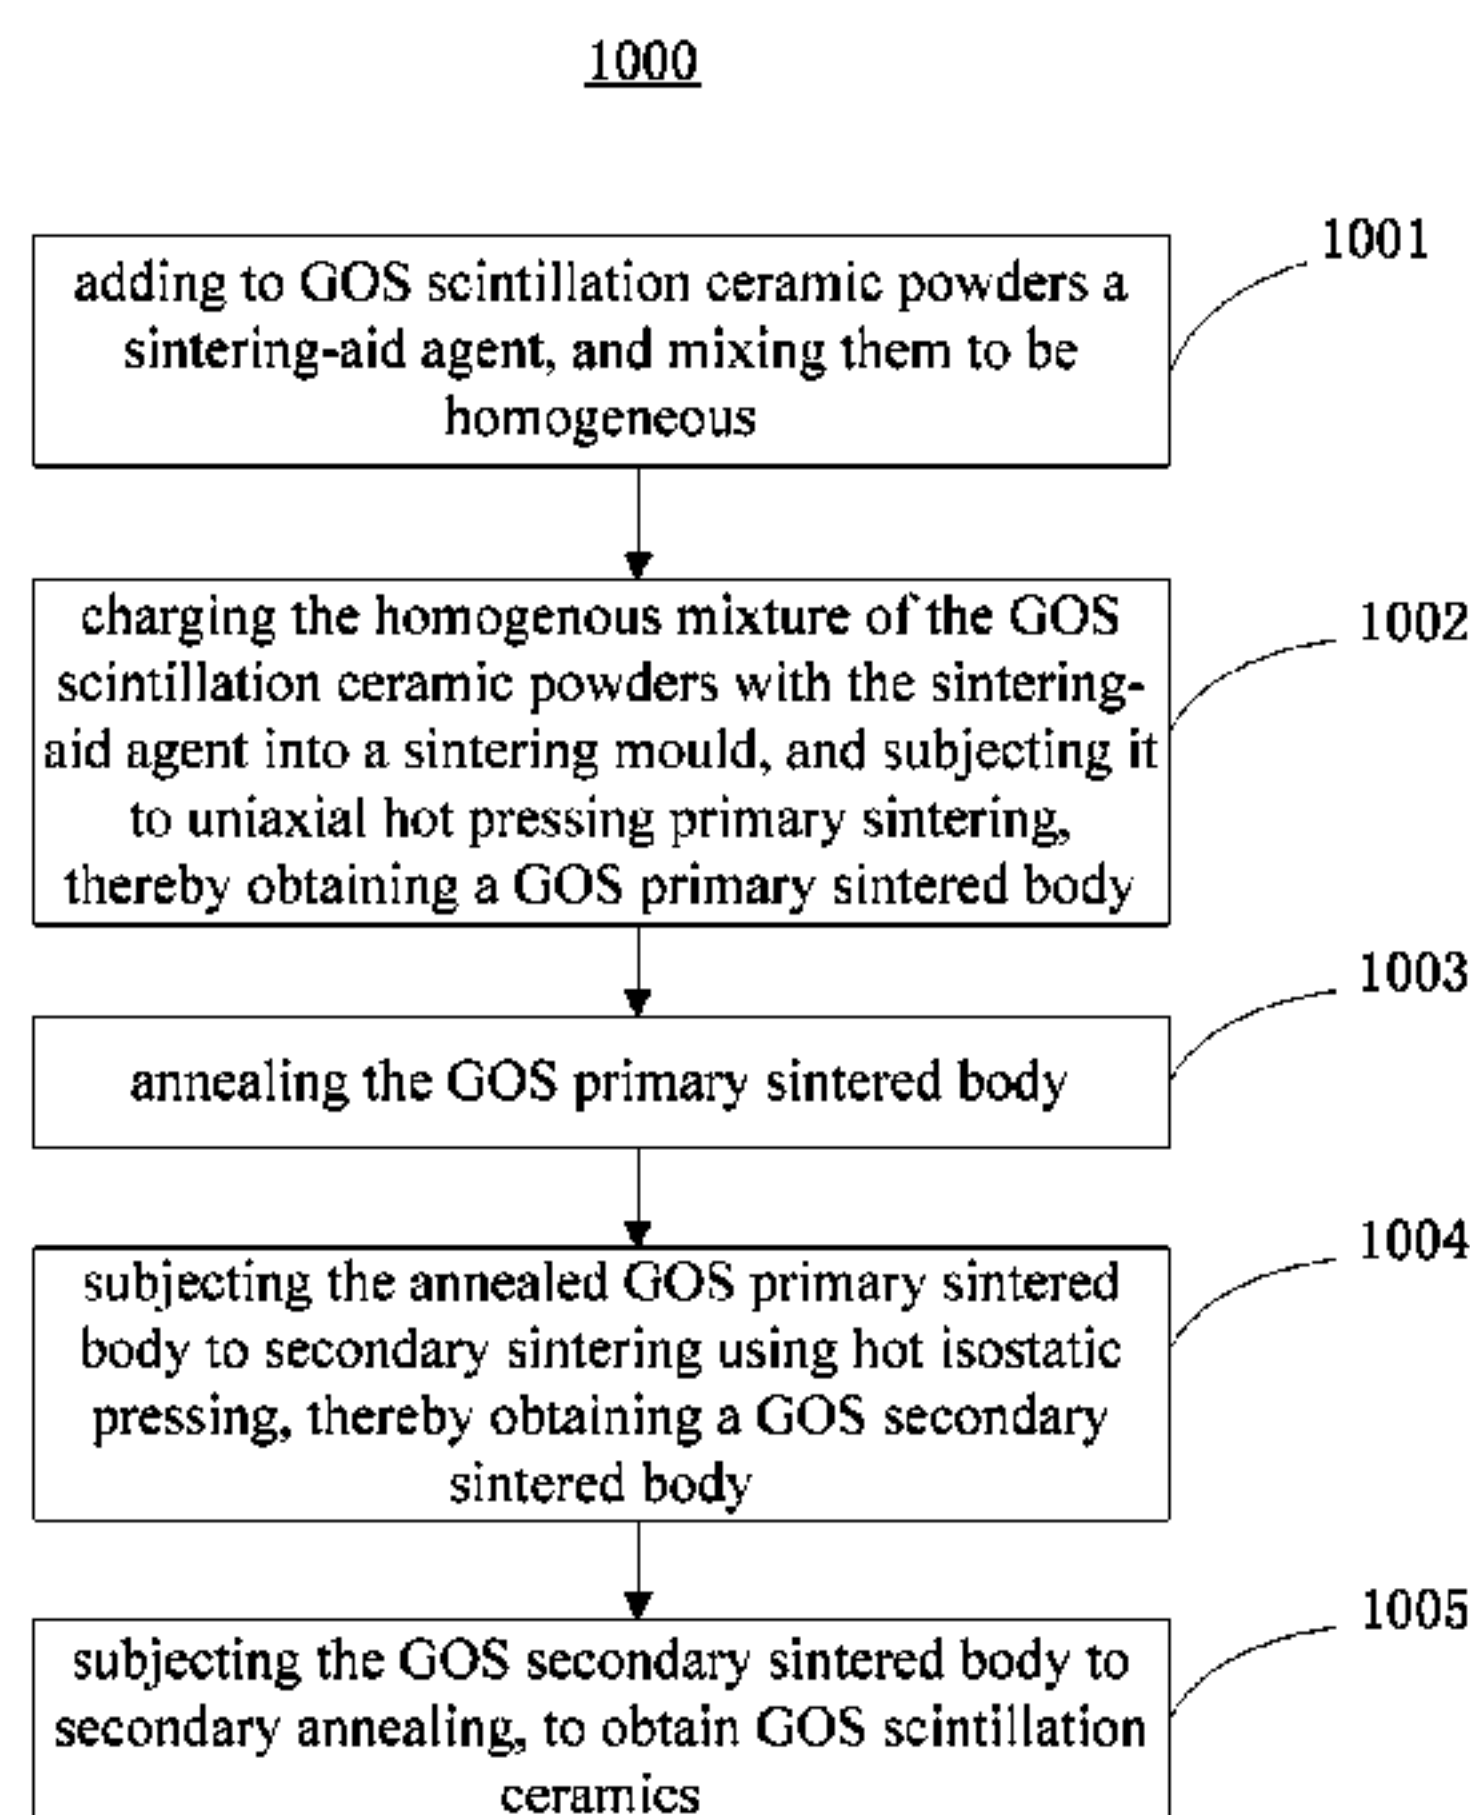 1000
1001
adding to GOS scintillation ceramic powders a
sintering-aid agent, and mixing them to be
homogeneous
1002
charging the homogenous mixture of the GOS
scintillation ceramic powders with the sintering-
aid agent into a sintering mould, and subjecting it
to uniaxial hot pressing primary sintering,
thereby obtaining a GOS primary sintered body
1003
annealing the GOS primary sintered body
1004
subjecting the annealed GOS primary sintered
body to secondary sintering using hot isostatic
pressing, thereby obtaining a GOS secondary
sintered body
1005
subjecting the GOS secondary sintered body to
secondary annealing, to obtain GOS scintillation
ceramics